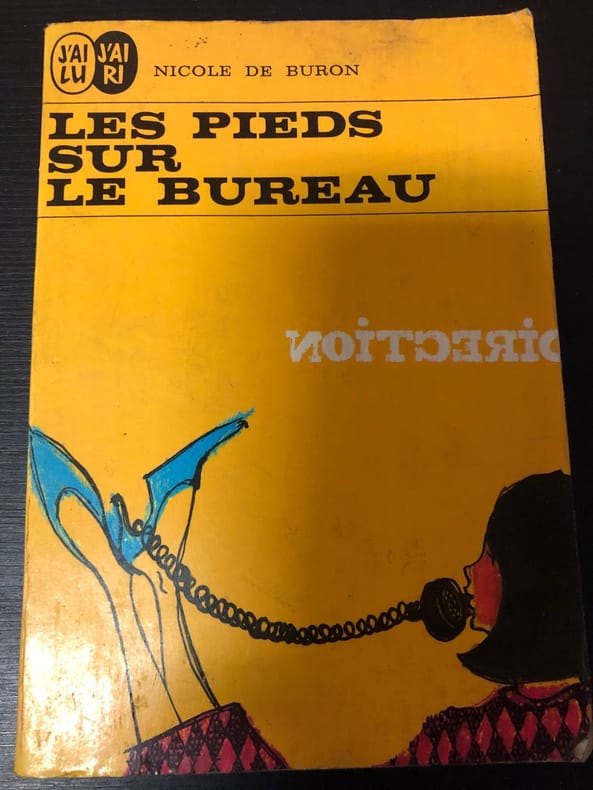 J'AI LU
J'AI RI
NICOLE DE BURON
LES PIEDS
SUR
LE BUREAU
DiRECTiON